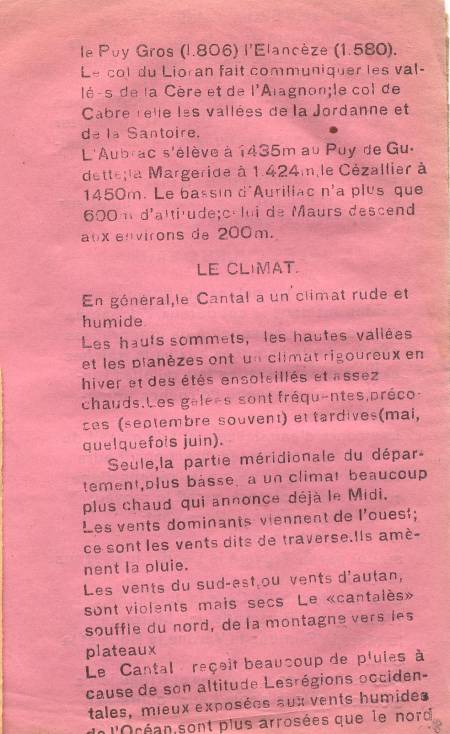 le Puy Gros (1.806) l'Elancèze (1.580).
Le col du Lioran fait communiquer les val-
lées de la Cère et de l'Alagnon;le col de
Cabre relie les vallées de la Jordanne et
de la Santoire.
L'Aubrac s'élève à 1435m au Puy de Gu-
dette;la Margeride à 1.424m,le Cézallier à
1450m. Le bassin d'Aurillac n'a plus que
600m d'altitude;celui de Maurs descend
aux environs de 200m.
LE CLIMAT.
En général,le Cantal a un climat rude et
humide
Les hauts sommets, les hautes vallées
et les planèzes ont un climat rigoureux en
hiver et des étés ensoleillés et assez
chauds.Les gelées sont fréquentes,préco-
ces (septembre souvent) et tardives(mai,
quelquefois juin).
Seule,la partie méridionale du dépar-
tement,plus basse, a un climat beaucoup
plus chaud qui annonce déjà le Midi.
Les vents dominants viennent de l'ouest;
ce sont les vents dits de traverse.Ils amè-
nent la pluie.
Les vents du sud-est,ou vents d'autan,
sont violents mais secs Le «cantalès»
souffle du nord, de la montagne vers les
plateaux
Le Cantal reçoit beaucoup de pluies à
cause de son altitude Lesrégions occiden-
tales, mieux exposées aux vents humides
de l'Océan,sont plus arrosées que le nord